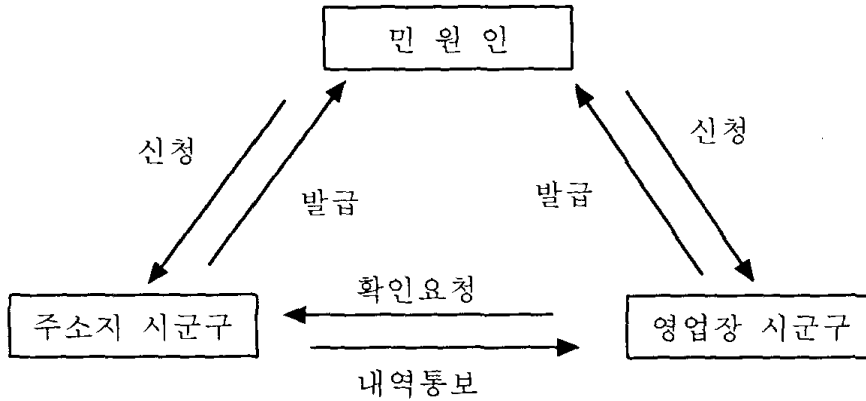 민 원 인
신청
신청
발급
발급
확인요청
주소지 시군구
영업장 시군구
내역통보